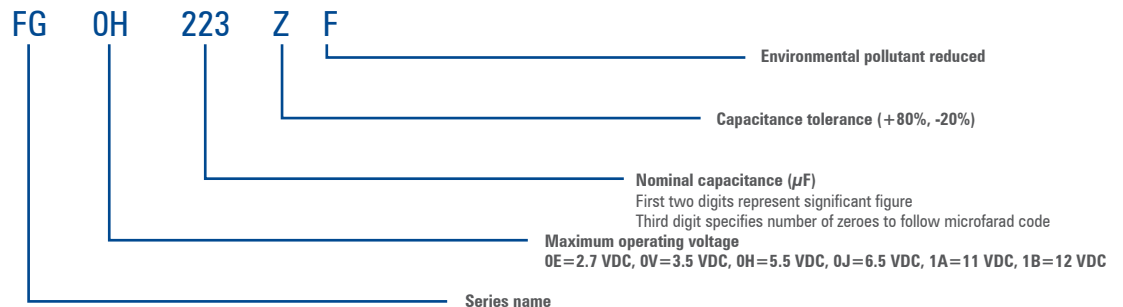 FG 0H 223 Z F
Environmental pollutant reduced
Capacitance tolerance (+80%, -20%)
Nominal capacitance (µF)
First two digits represent significant figure
Third digit specifies number of zeroes to follow microfarad code
Maximum operating voltage
0E=2.7 VDC, 0V=3.5 VDC, 0H=5.5 VDC, 0J=6.5 VDC, 1A=11 VDC, 1B=12 VDC
Series name